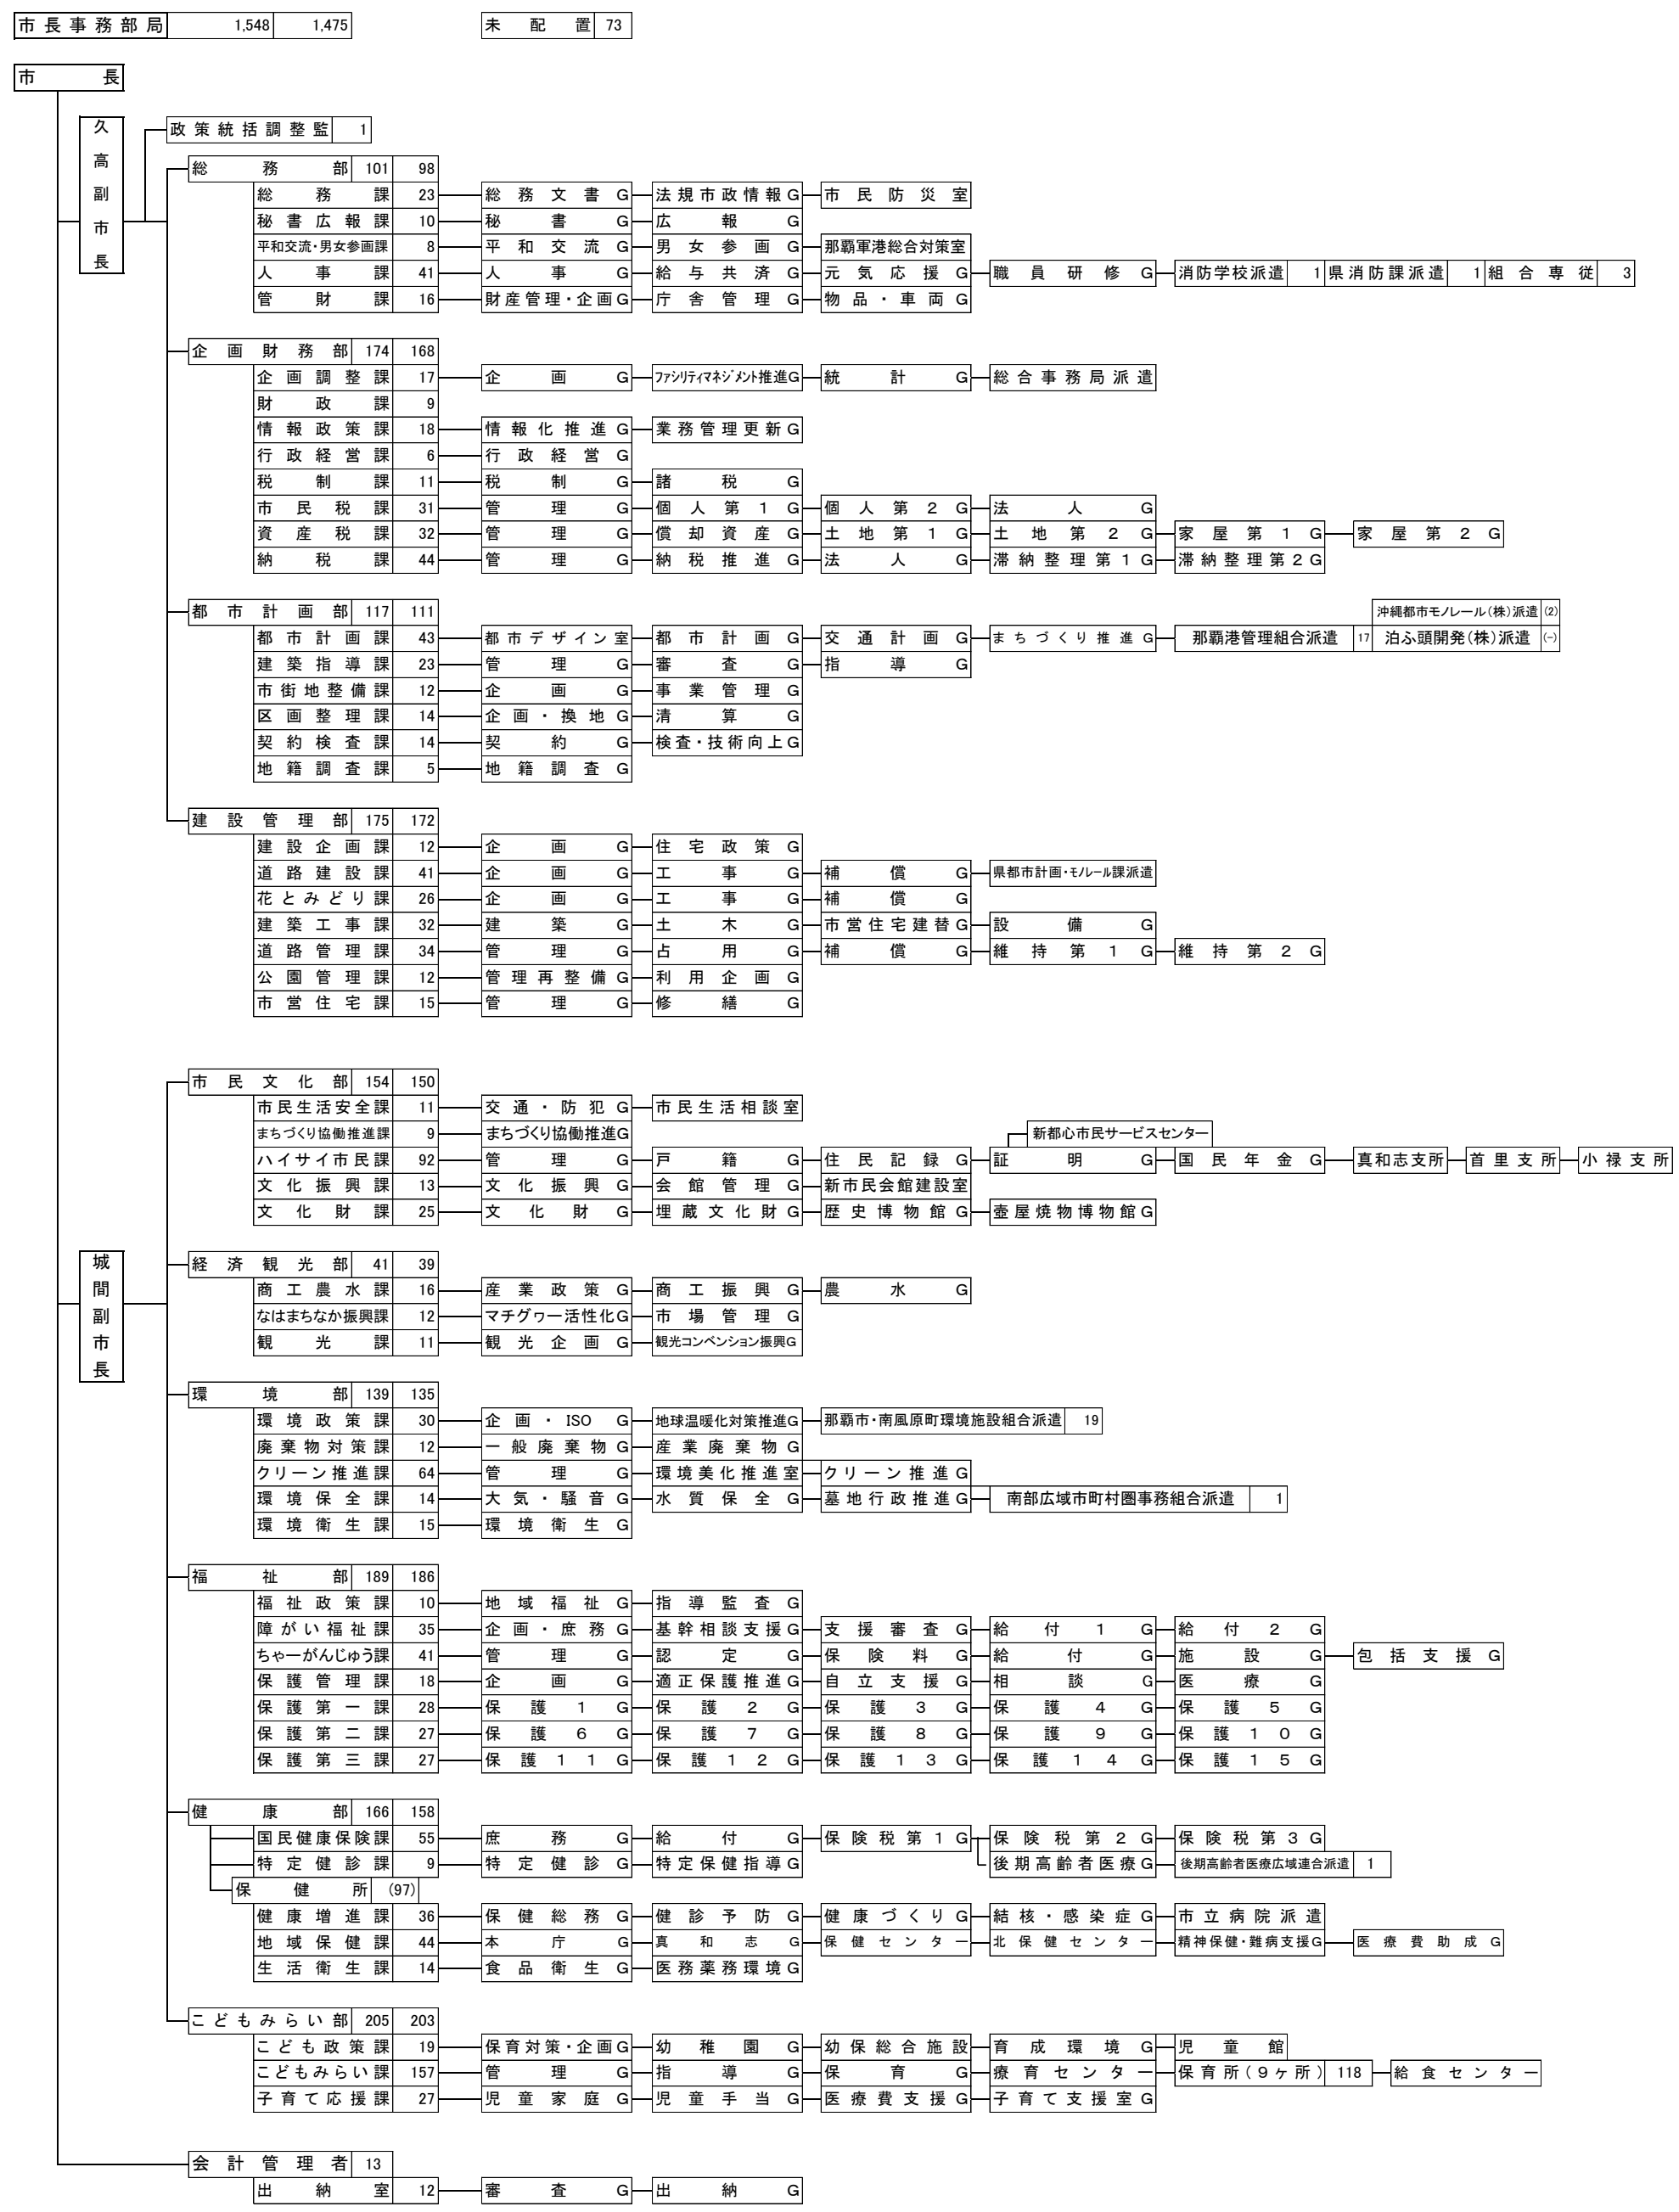 市長事務部局 1,548 1,475 未配置 73
市長
久高副市長
政策統括調整監 1
総務部 101 98
総務課 23 総務文書G 法規市政情報G 市民防災室
秘書広報課 10 秘書G 広報G
平和交流・男女参画課 8 平和交流G 男女参画G 那覇軍港総合対策室
人事課 41 人事G 給与共済G 元気応援G 職員研修G 消防学校派遣 1 県消防課派遣 1 組合専従 3
管財課 16 財産管理・企画G 庁舎管理G 物品・車両G
企画財務部 174 168
企画調整課 17 企画G ファシリティマネジメント推進G 統計G 総合事務局派遣
財政課 9
情報政策課 18 情報化推進G 業務管理更新G
行政経営課 6 行政経営G
税制課 11 税制G 諸税G
市民税課 31 管理G 個人第1G 個人第2G 法人G
資産税課 32 管理G 償却資産G 土地第1G 土地第2G 家屋第1G 家屋第2G
納税課 44 管理G 納税推進G 法人G 滞納整理第1G 滞納整理第2G
都市計画部 117 111 沖縄都市モノレール(株)派遣 (2)
都市計画課 43 都市デザイン室 都市計画G 交通計画G まちづくり推進G 那覇港管理組合派遣 17 泊ふ頭開発(株)派遣 (-)
建築指導課 23 管理G 審査G 指導G
市街地整備課 12 企画G 事業管理G
区画整理課 14 企画・換地G 清算G
契約検査課 14 契約G 検査・技術向上G
地籍調査課 5 地籍調査G
建設管理部 175 172
建設企画課 12 企画G 住宅政策G
道路建設課 41 企画G 工事G 補償G 県都市計画・モノレール課派遣
花とみどり課 26 企画G 工事G 補償G
建築工事課 32 建築G 土木G 市営住宅建替G 設備G
道路管理課 34 管理G 占用G 補償G 維持第1G 維持第2G
公園管理課 12 管理再整備G 利用企画G
市営住宅課 15 管理G 修繕G
市民文化部 154 150
市民生活安全課 11 交通・防犯G 市民生活相談室
まちづくり協働推進課 9 まちづくり協働推進G 新都心市民サービスセンター
ハイサイ市民課 92 管理G 戸籍G 住民記録G 証明G 国民年金G 真和志支所 首里支所 小禄支所
文化振興課 13 文化振興G 会館管理G 新市民会館建設室
文化財課 25 文化財G 埋蔵文化財G 歴史博物館G 壺屋焼物博物館G
城間副市長
経済観光部 41 39
商工農水課 16 産業政策G 商工振興G 農水G
なはまちなか振興課 12 マチグヮー活性化G 市場管理G
観光課 11 観光企画G 観光コンベンション振興G
環境部 139 135
環境政策課 30 企画・ISO G 地球温暖化対策推進G 那覇市・南風原町環境施設組合派遣 19
廃棄物対策課 12 一般廃棄物G 産業廃棄物G
クリーン推進課 64 管理G 環境美化推進室 クリーン推進G
環境保全課 14 大気・騒音G 水質保全G 墓地行政推進G 南部広域市町村圏事務組合派遣 1
環境衛生課 15 環境衛生G
福祉部 189 186
福祉政策課 10 地域福祉G 指導監査G
障がい福祉課 35 企画・庶務G 基幹相談支援G 支援審査G 給付1G 給付2G
ちゃーがんじゅう課 41 管理G 認定G 保険料G 給付G 施設G 包括支援G
保護管理課 18 企画G 適正保護推進G 自立支援G 相談G 医療G
保護第一課 28 保護1G 保護2G 保護3G 保護4G 保護5G
保護第二課 27 保護6G 保護7G 保護8G 保護9G 保護10G
保護第三課 27 保護11G 保護12G 保護13G 保護14G 保護15G
健康部 166 158
国民健康保険課 55 庶務G 給付G 保険税第1G 保険税第2G 保険税第3G
特定健診課 9 特定健診G 特定保健指導G 後期高齢者医療G 後期高齢者医療広域連合派遣 1
保健所 (97)
健康増進課 36 保健総務G 健診予防G 健康づくりG 結核・感染症G 市立病院派遣
地域保健課 44 本庁G 真和志G 保健センター 北保健センター 精神保健・難病支援G 医療費助成G
生活衛生課 14 食品衛生G 医務薬務環境G
こどもみらい部 205 203
こども政策課 19 保育対策・企画G 幼稚園G 幼保総合施設 育成環境G 児童館
こどもみらい課 157 管理G 指導G 保育G 療育センター 保育所(9ヶ所) 118 給食センター
子育て応援課 27 児童家庭G 児童手当G 医療費支援G 子育て支援室G
会計管理者 13
出納室 12 審査G 出納G